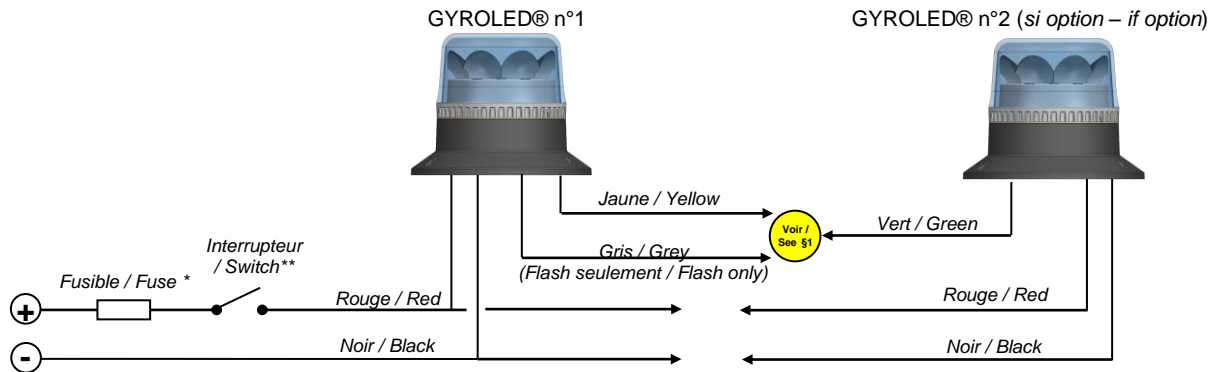 GYROLED® n°1
GYROLED® n°2 (si option – if option)
Jaune / Yellow
Voir /
See §1
Vert / Green
Gris / Grey
(Flash seulement / Flash only)
Interrupteur
/ Switch**
Fusible / Fuse *
+
Rouge / Red
Rouge / Red
-
Noir / Black
Noir / Black